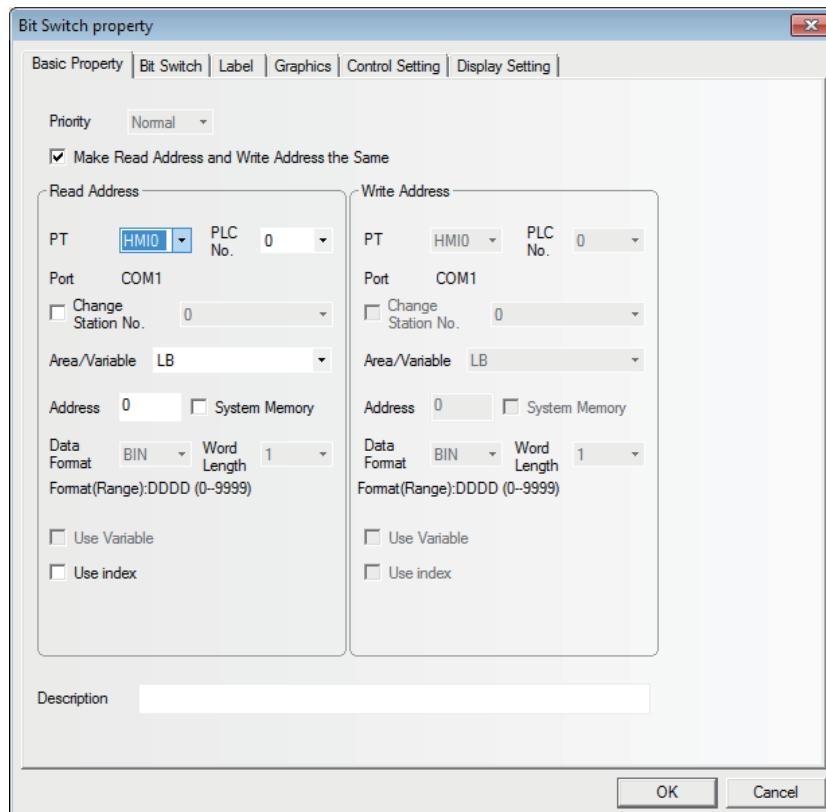 Bit Switch property
Basic Property Bit Switch Label Graphics Control Setting Display Setting
Priority Normal
Make Read Address and Write Address the Same
Read Address
PT HMI0 PLC No. 0
Port COM1
Change Station No. 0
Area/Variable LB
Address 0 System Memory
Data Format BIN Word Length 1
Format(Range):DDDD (0--9999)
Use Variable
Use index
Write Address
PT HMI0 PLC No. 0
Port COM1
Change Station No. 0
Area/Variable LB
Address 0 System Memory
Data Format BIN Word Length 1
Format(Range):DDDD (0--9999)
Use Variable
Use index
Description
OK Cancel